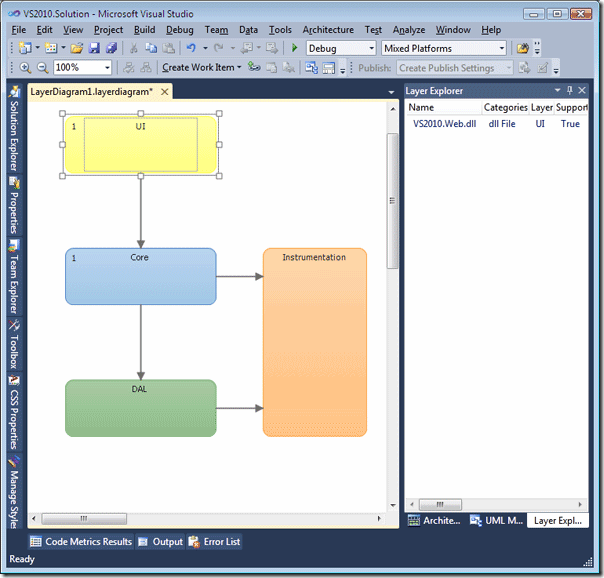 VS2010.Solution - Microsoft Visual Studio
File Edit View Project Build Debug Team Data Tools Architecture Test Analyze Window Help
Debug Mixed Platforms
100% Create Work Item Publish: Create Publish Settings
Solution Explorer
Properties
Team Explorer
Toolbox
CSS Properties
Manage Styles
LayerDiagram1.layerdiagram*
1 UI
1 Core
Instrumentation
DAL
Layer Explorer
Name Categories Layer Support
VS2010.Web.dll dll File UI True
Archite... UML M... Layer Expl...
Code Metrics Results Output Error List
Ready